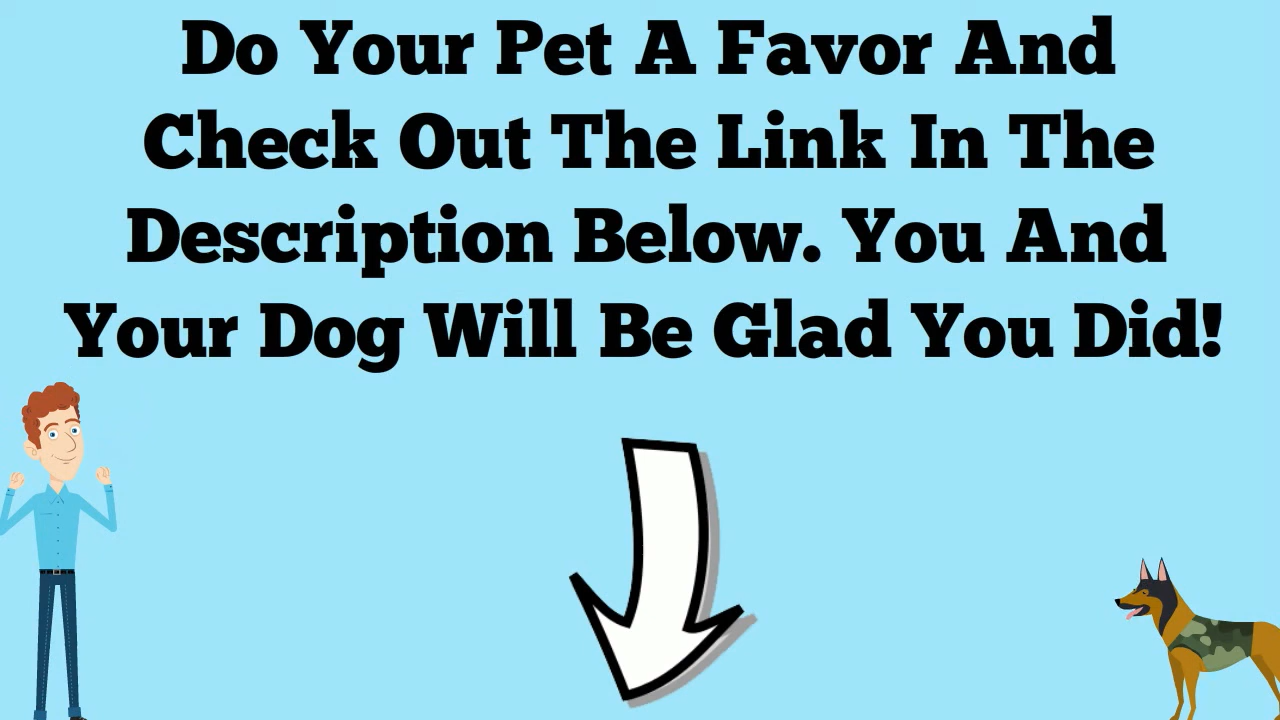 Do Your Pet A Favor And
Check Out The Link In The
Description Below. You And
Your Dog Will Be Glad You Did!